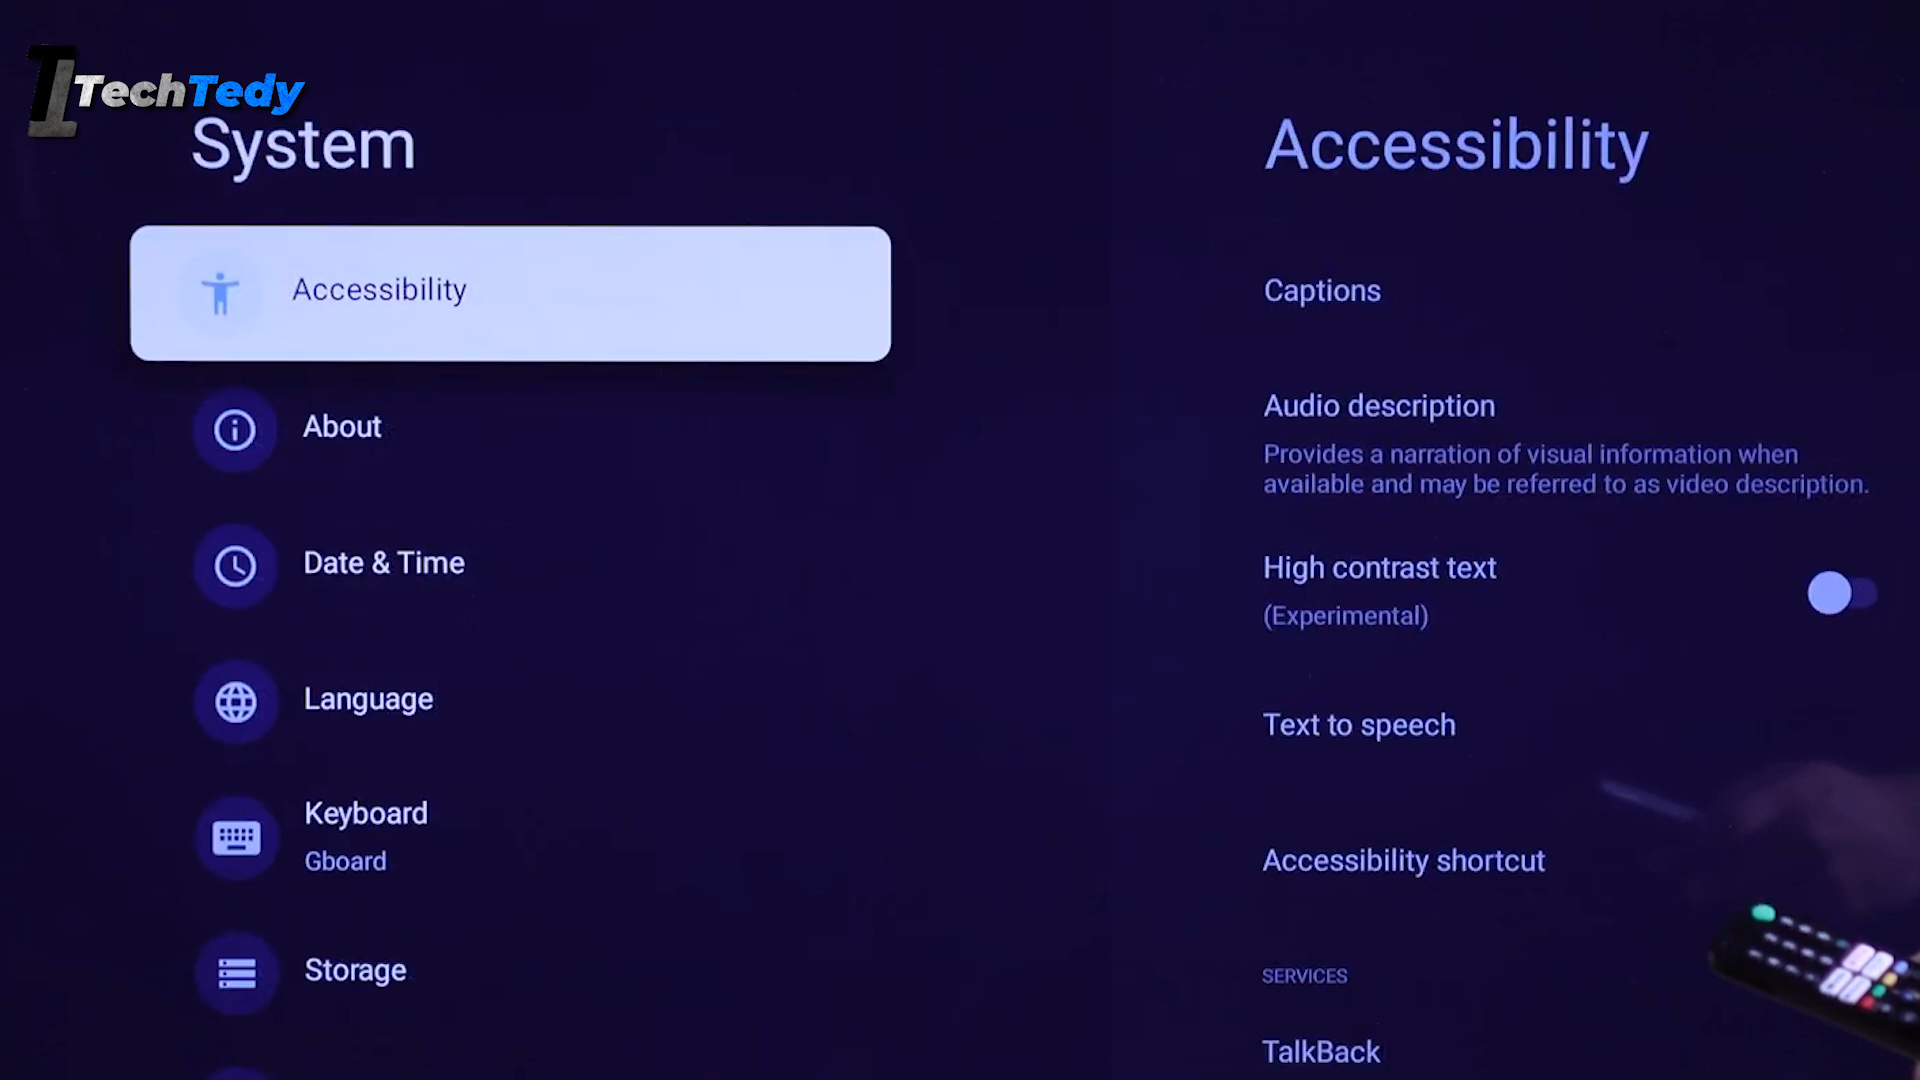 TechTedy
System
Accessibility
About
Date & Time
Language
Keyboard
Gboard
Storage
Accessibility
Captions
Audio description
Provides a narration of visual information when
available and may be referred to as video description.
High contrast text
(Experimental)
Text to speech
Accessibility shortcut
SERVICES
TalkBack